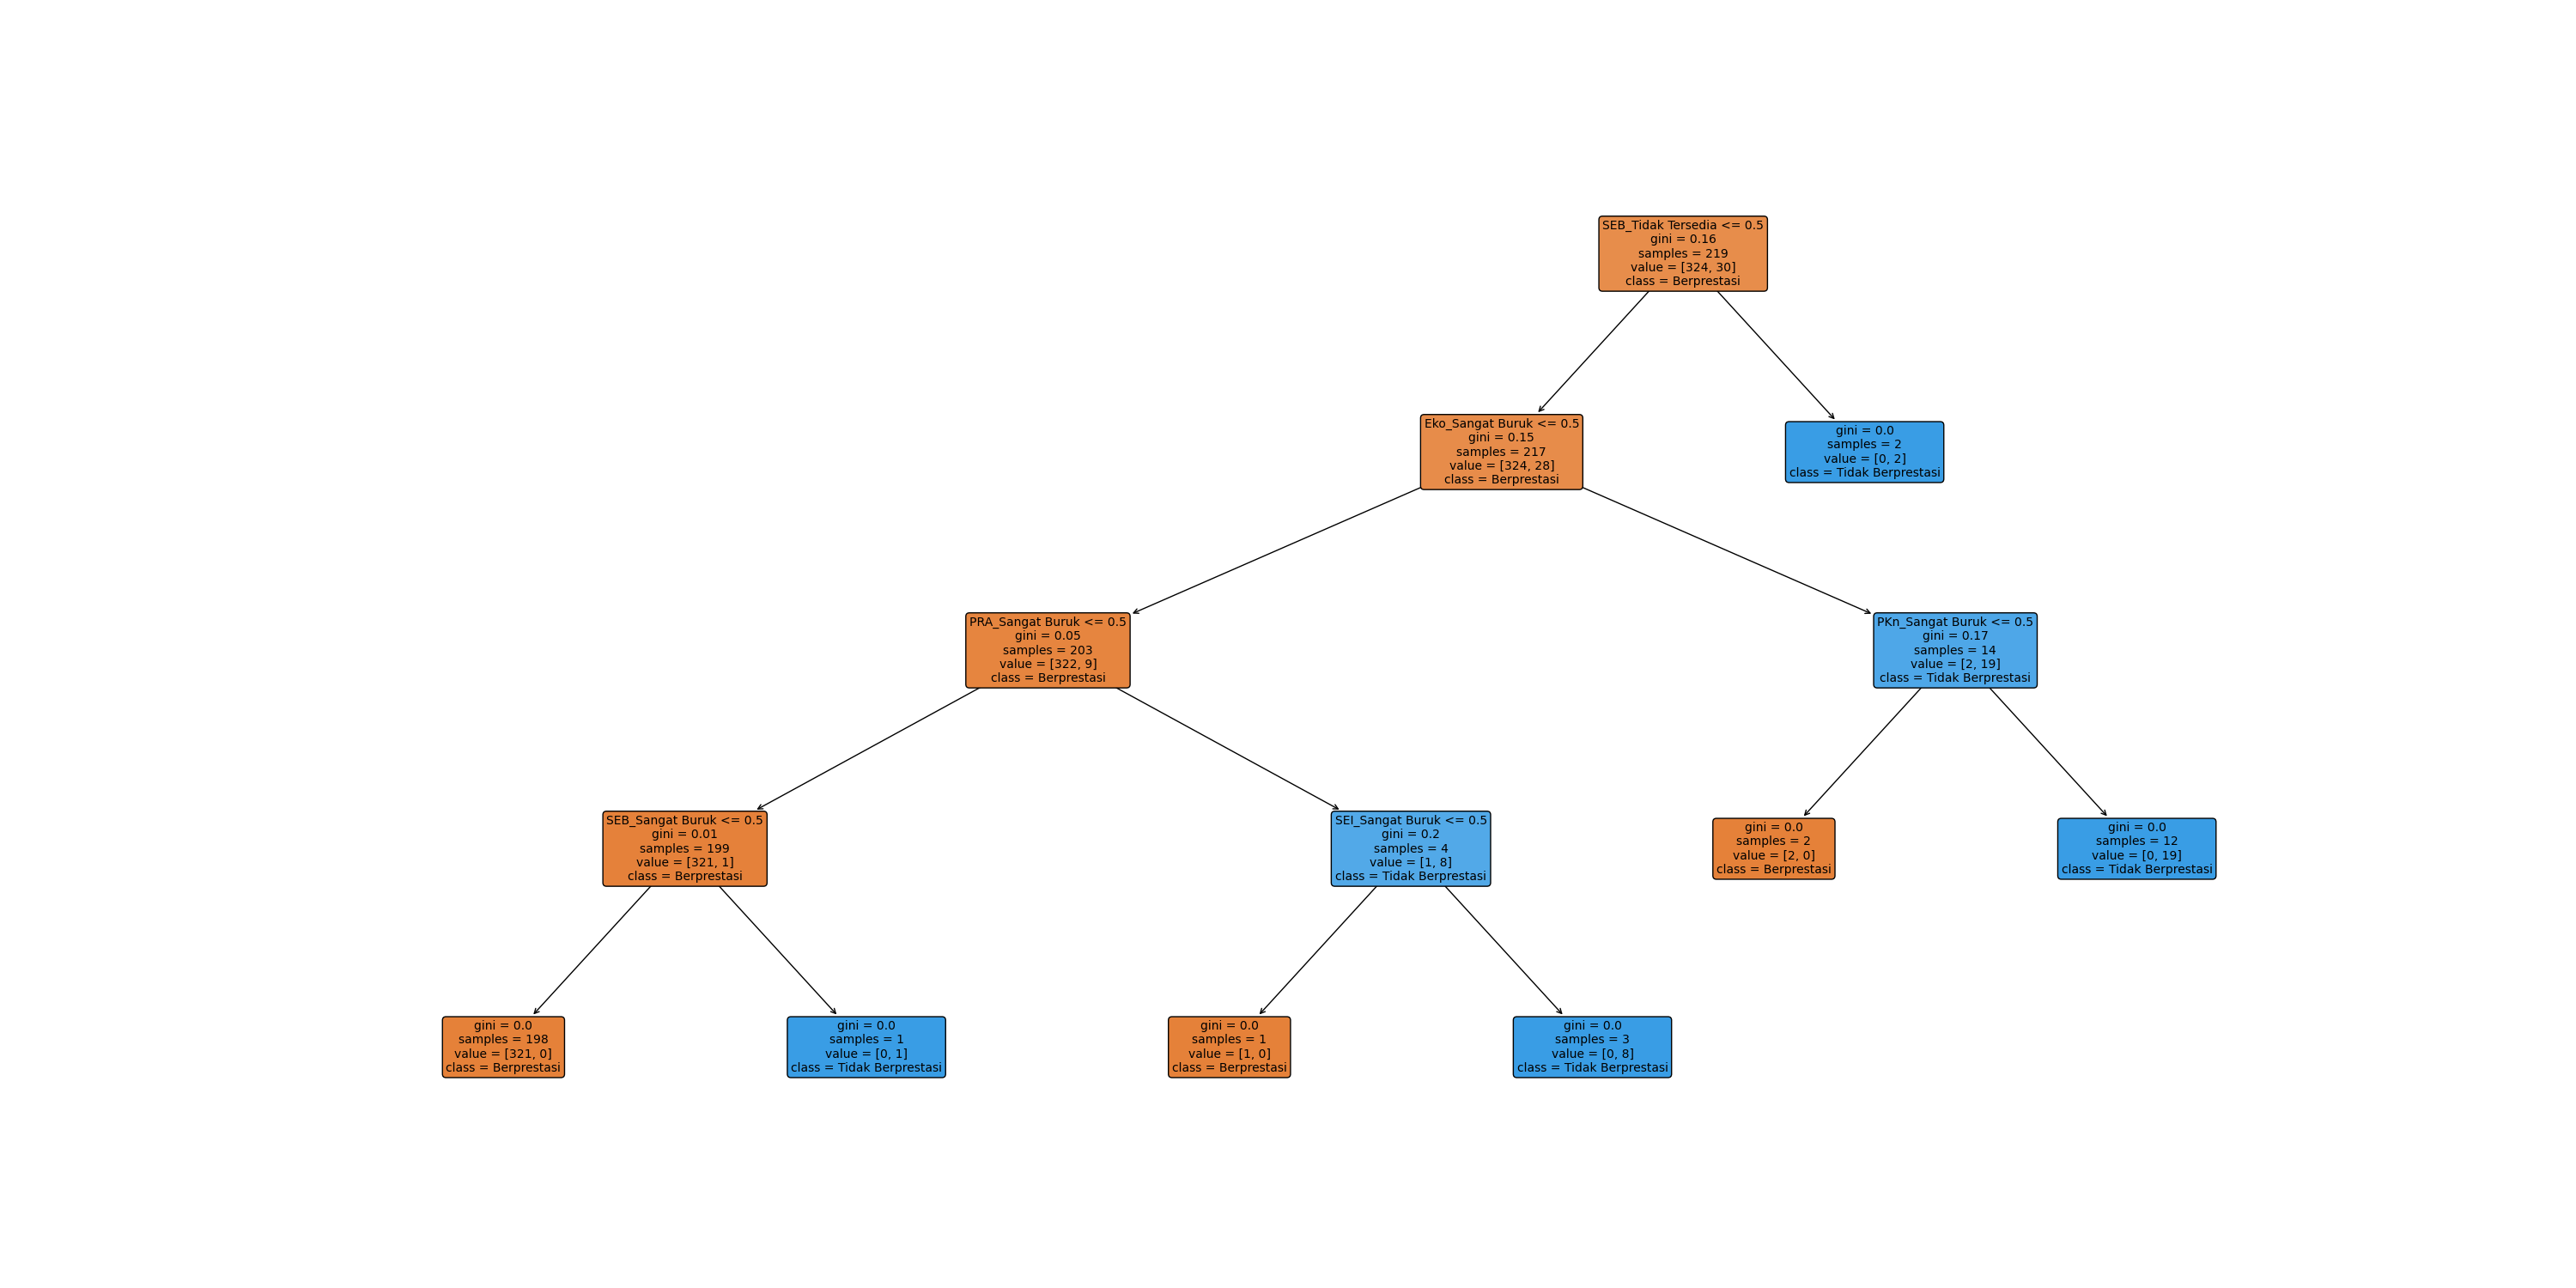 SEB_Tidak Tersedia <= 0.5
gini = 0.16
samples = 219
value = [324, 30]
class = Berprestasi
Eko_Sangat Buruk <= 0.5
gini = 0.15
samples = 217
value = [324, 28]
class = Berprestasi
gini = 0.0
samples = 2
value = [0, 2]
class = Tidak Berprestasi
PRA_Sangat Buruk <= 0.5
gini = 0.05
samples = 203
value = [322, 9]
class = Berprestasi
PKn_Sangat Buruk <= 0.5
gini = 0.17
samples = 14
value = [2, 19]
class = Tidak Berprestasi
SEB_Sangat Buruk <= 0.5
gini = 0.01
samples = 199
value = [321, 1]
class = Berprestasi
SEI_Sangat Buruk <= 0.5
gini = 0.2
samples = 4
value = [1, 8]
class = Tidak Berprestasi
gini = 0.0
samples = 2
value = [2, 0]
class = Berprestasi
gini = 0.0
samples = 12
value = [0, 19]
class = Tidak Berprestasi
gini = 0.0
samples = 198
value = [321, 0]
class = Berprestasi
gini = 0.0
samples = 1
value = [0, 1]
class = Tidak Berprestasi
gini = 0.0
samples = 1
value = [1, 0]
class = Berprestasi
gini = 0.0
samples = 3
value = [0, 8]
class = Tidak Berprestasi